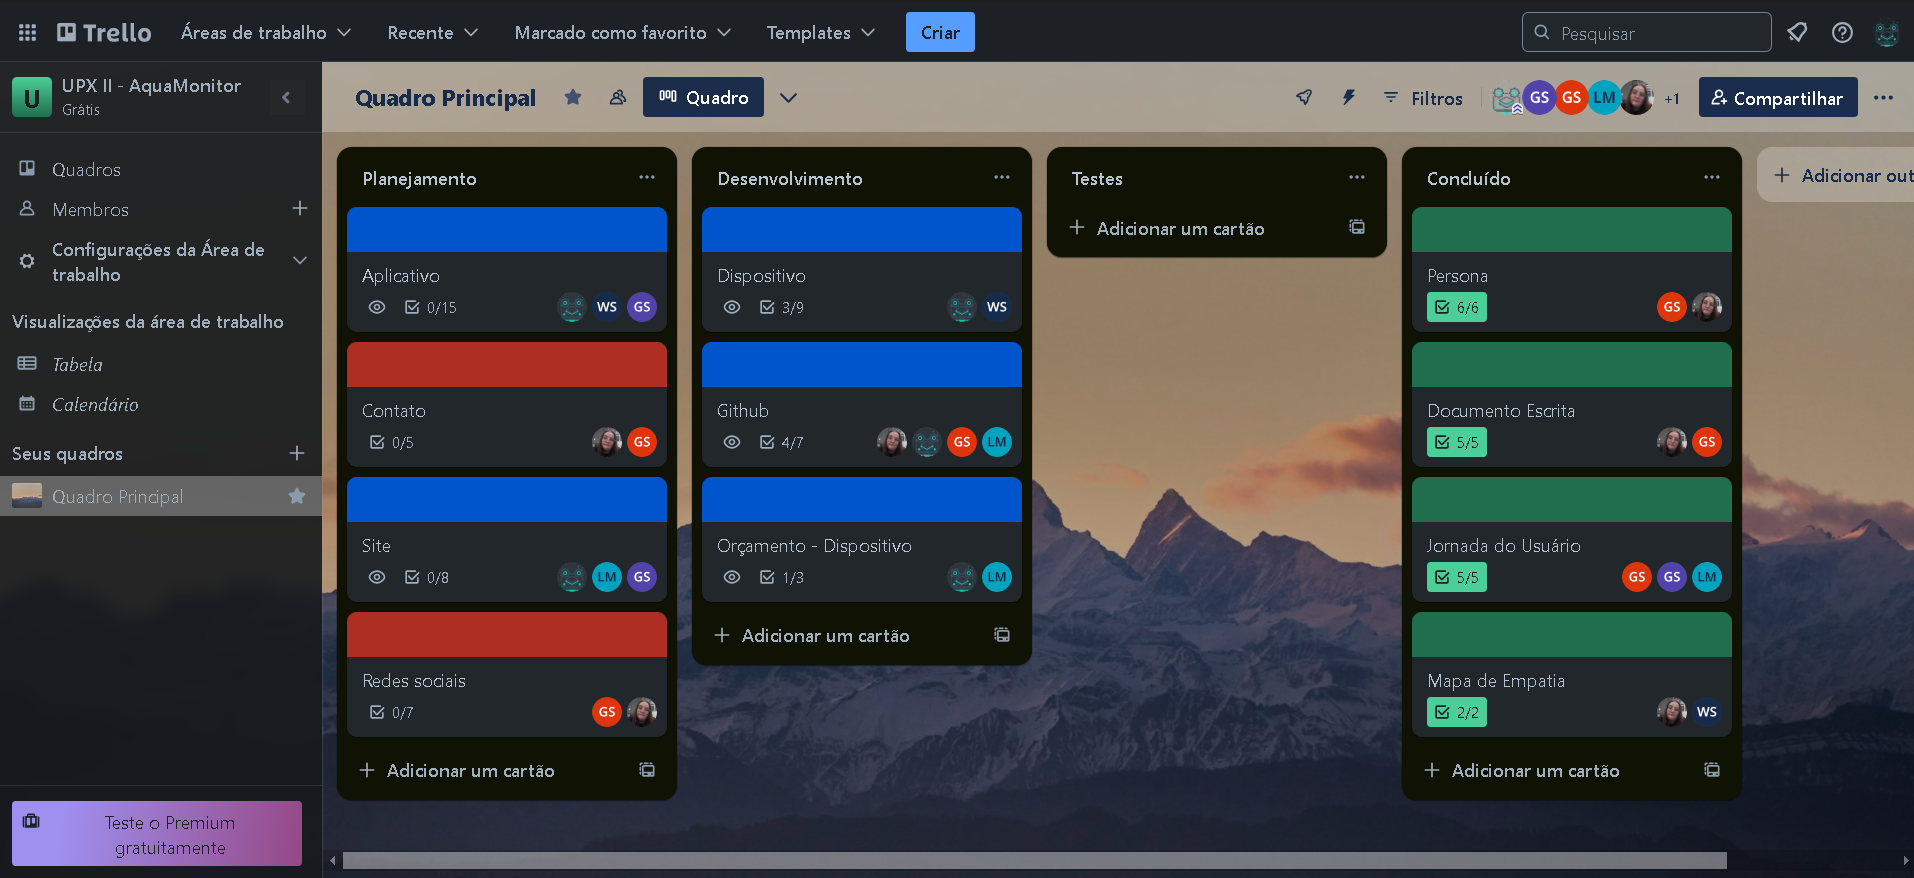 Trello
Áreas de trabalho
Recente
Marcado como favorito
Templates
Criar
Pesquisar
U
UPX II - AquaMonitor
Grátis
Quadros
Membros
Configurações da Área de
trabalho
Visualizações da área de trabalho
Tabela
Calendário
Seus quadros
Quadro Principal
Teste o Premium
gratuitamente
Quadro Principal
Quadro
Filtros
GS
GS
LM
+1
Compartilhar
Planejamento
Aplicativo
0/15
WS
GS
Contato
0/5
GS
Site
0/8
LM
GS
Redes sociais
0/7
GS
Adicionar um cartão
Desenvolvimento
Dispositivo
3/9
WS
Github
4/7
GS
LM
Orçamento - Dispositivo
1/3
LM
Adicionar um cartão
Testes
Adicionar um cartão
Concluído
Persona
6/6
GS
Documento Escrita
5/5
GS
Jornada do Usuário
5/5
GS
GS
LM
Mapa de Empatia
2/2
WS
Adicionar um cartão
Adicionar out